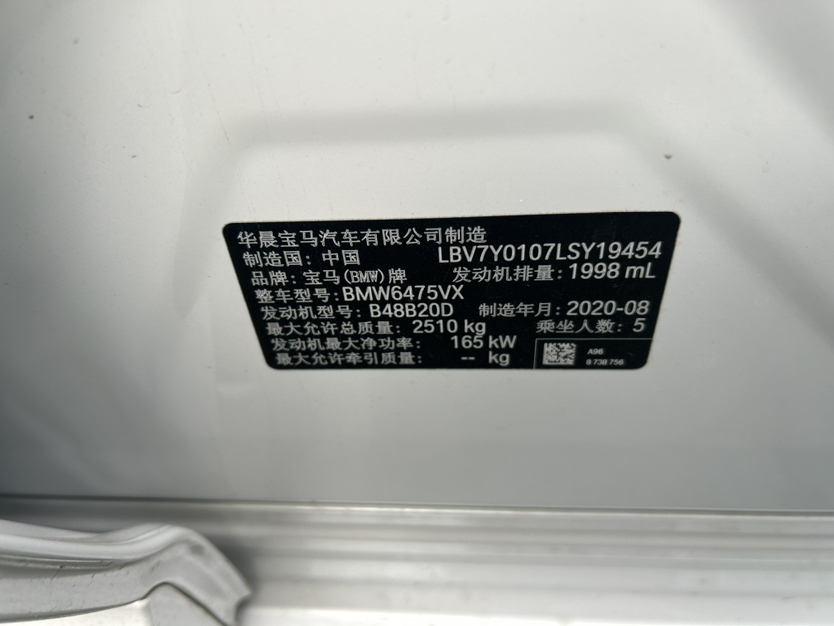 华晨宝马汽车有限公司制造
制造国：中国 LBV7Y0107LSY19454
品牌：宝马(BMW)牌 发动机排量：1998 mL
整车型号：BMW6475VX
发动机型号：B48B20D 制造年月：2020-08
最大允许总质量：2510 kg 乘坐人数：5
发动机最大净功率：165 kW
最大允许牵引质量：-- kg
A96
8 738 756